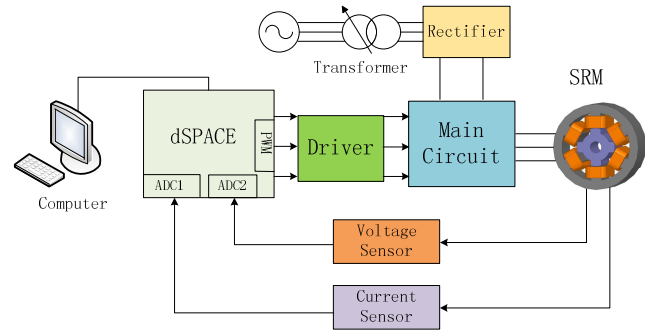 Rectifier
Transformer
SRM
dSPACE
PWM
Driver
Main
Circuit
ADC1
ADC2
Computer
Voltage
Sensor
Current
Sensor